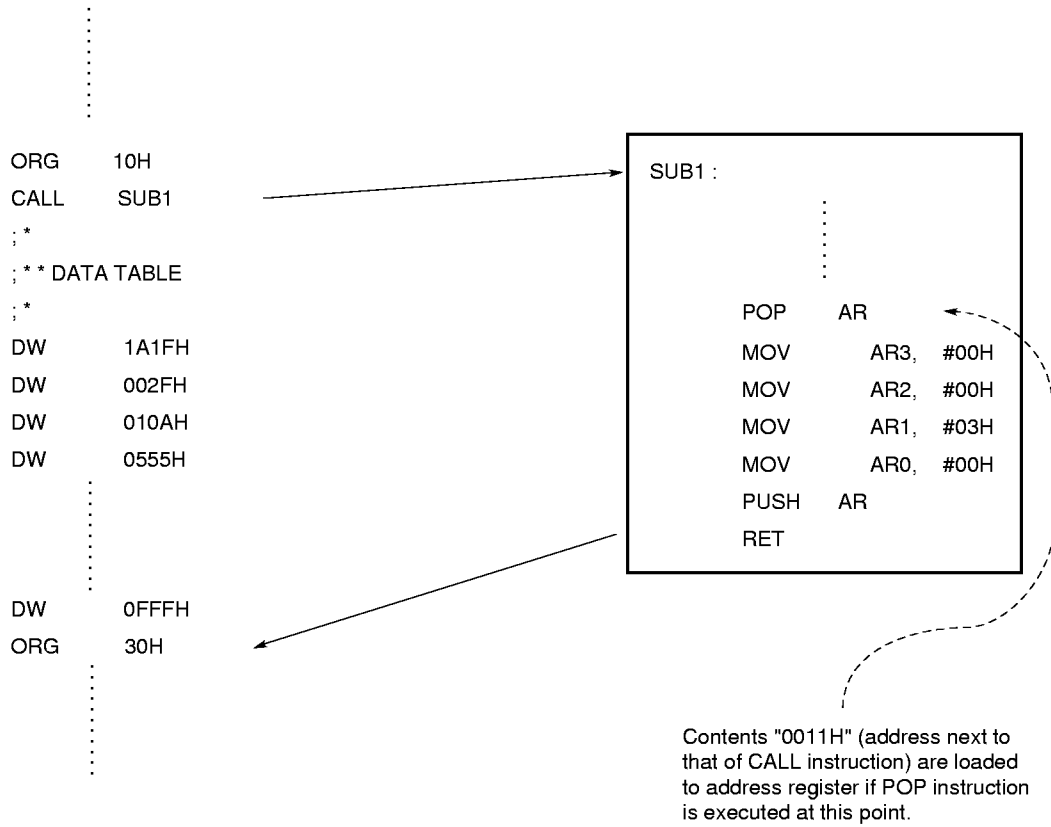 ORG 10H
CALL SUB1
; *
; * * DATA TABLE
; *
DW 1A1FH
DW 002FH
DW 010AH
DW 0555H
DW 0FFFH
ORG 30H
SUB1 :
POP AR
MOV AR3, #00H
MOV AR2, #00H
MOV AR1, #03H
MOV AR0, #00H
PUSH AR
RET
Contents "0011H" (address next to
that of CALL instruction) are loaded
to address register if POP instruction
is executed at this point.